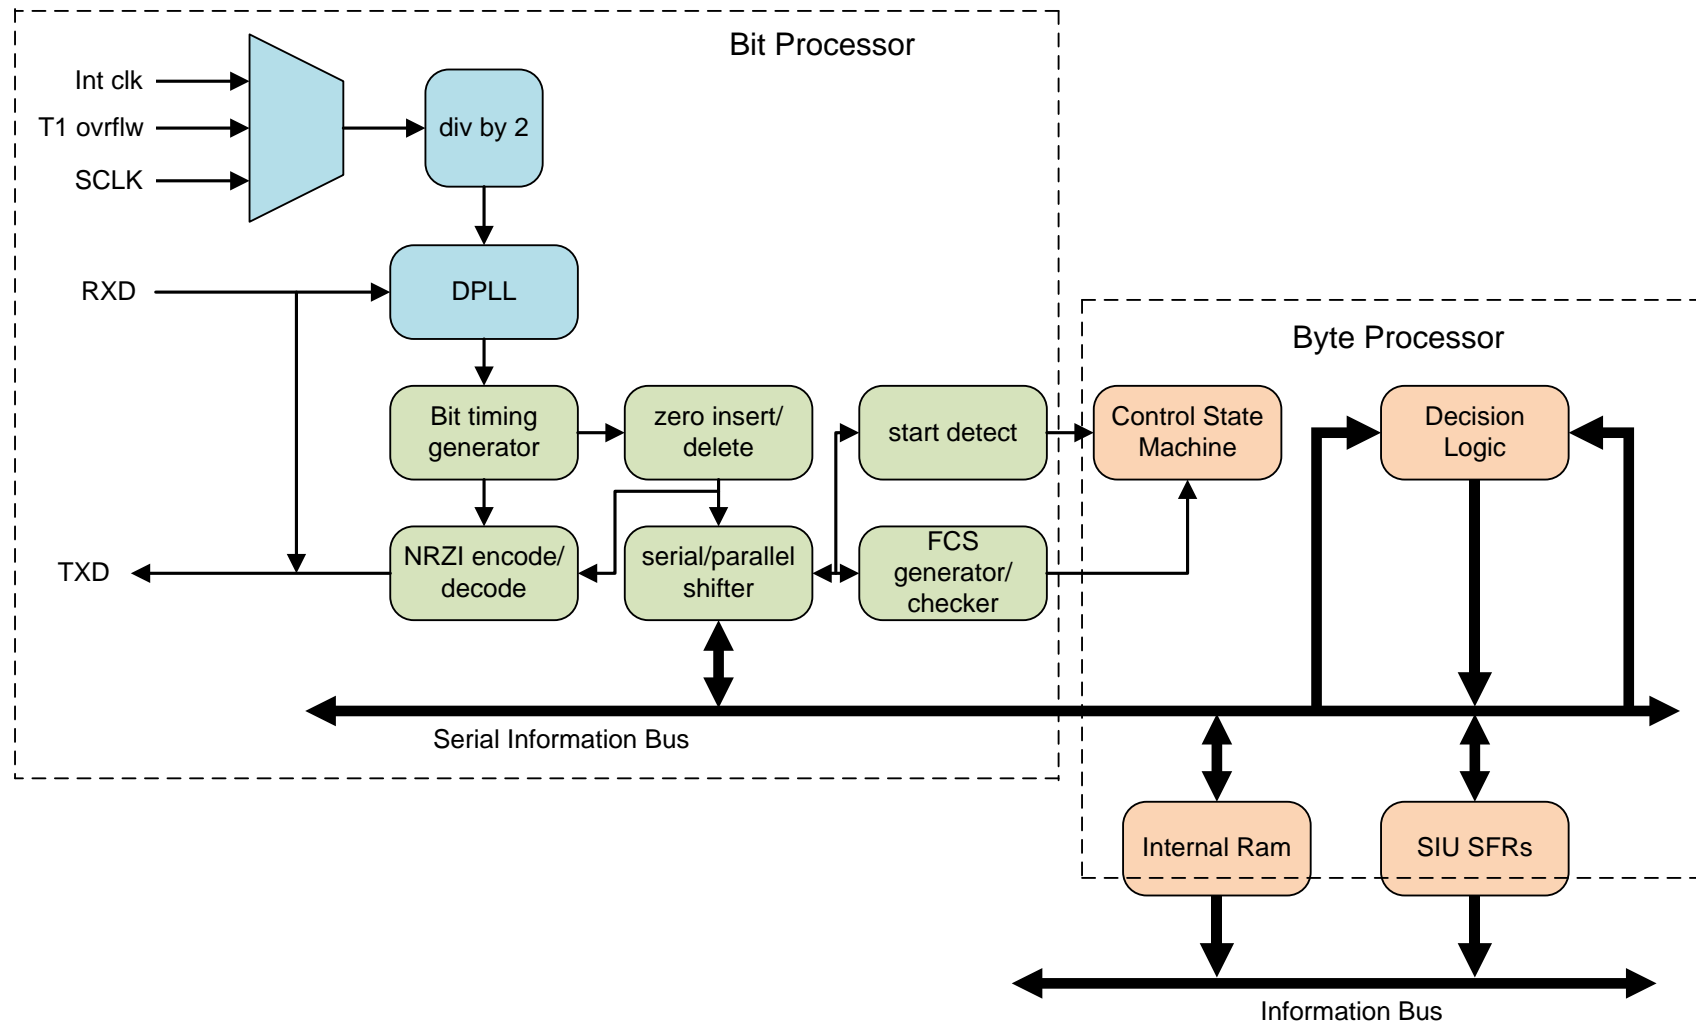 Bit Processor
Int clk
T1 ovrflw
SCLK
div by 2
RXD
DPLL
Byte Processor
Bit timing
generator
zero insert/
delete
start detect
Control State
Machine
Decision
Logic
TXD
NRZI encode/
decode
serial/parallel
shifter
FCS
generator/
checker
Serial Information Bus
Internal Ram
SIU SFRs
Information Bus